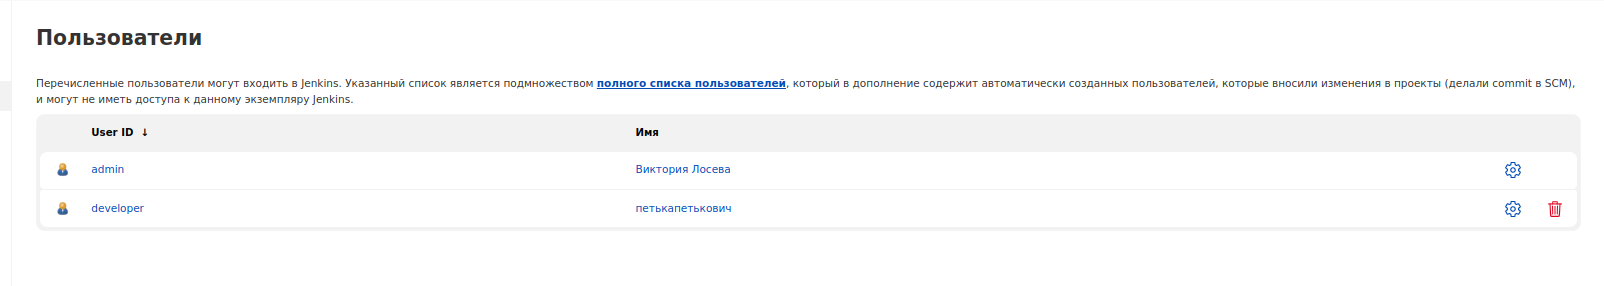 Пользователи
Перечисленные пользователи могут входить в Jenkins. Указанный список является подмножеством полного списка пользователей, который в дополнение содержит автоматически созданных пользователей, которые вносили изменения в проекты (делали commit в SCM),
и могут не иметь доступа к данному экземпляру Jenkins.
User ID ↓ Имя
admin Виктория Лосева
developer петькапетькович